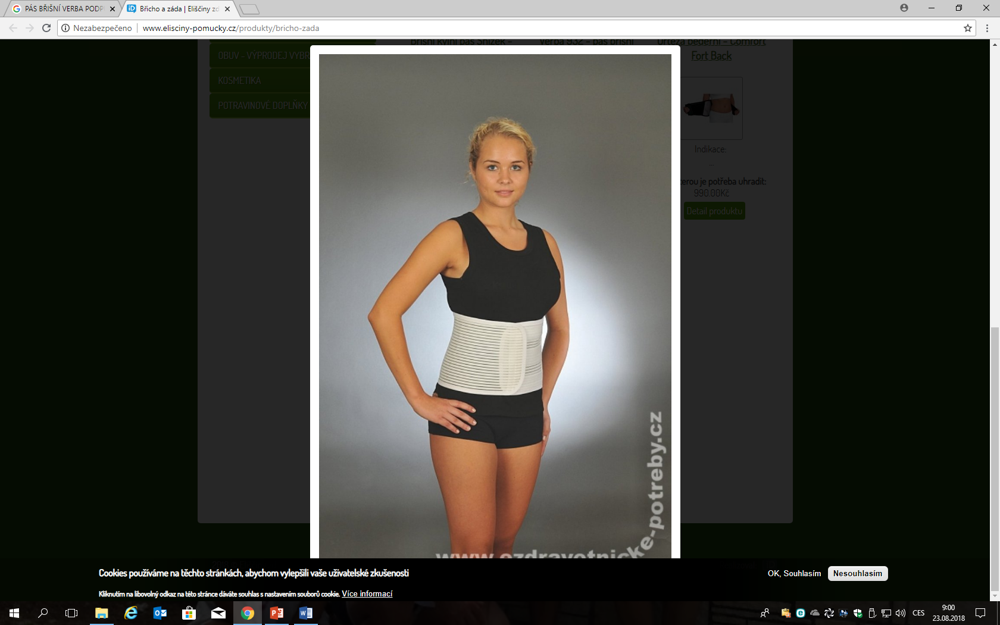 PÁS BŘIŠNÍ VERBA PODP
Břicho a záda | Eliščiny zd
Nezabezpečeno
www.elisciny-pomucky.cz/produkty/bricho-zada
Břišní kýlní pás Snížek -
Verba 932 - pás břišní
Ortéza bederní - Comfort
Fort Back
OBUV - VÝPRODEJ VYBR
KOSMETIKA
POTRAVINOVÉ DOPLŇKY
Indikace:
...
terou je potřeba uhradit:
990.00Kč
Detail produktu
www.ezdravotnicke-potreby.cz
Cookies používáme na těchto stránkách, abychom vylepšili vaše uživatelské zkušenosti
Kliknutím na libovolný odkaz na této stránce dáváte souhlas s nastavením souborů cookie. Více informací
OK, Souhlasím
Nesouhlasím
CES
9:00
23.08.2018